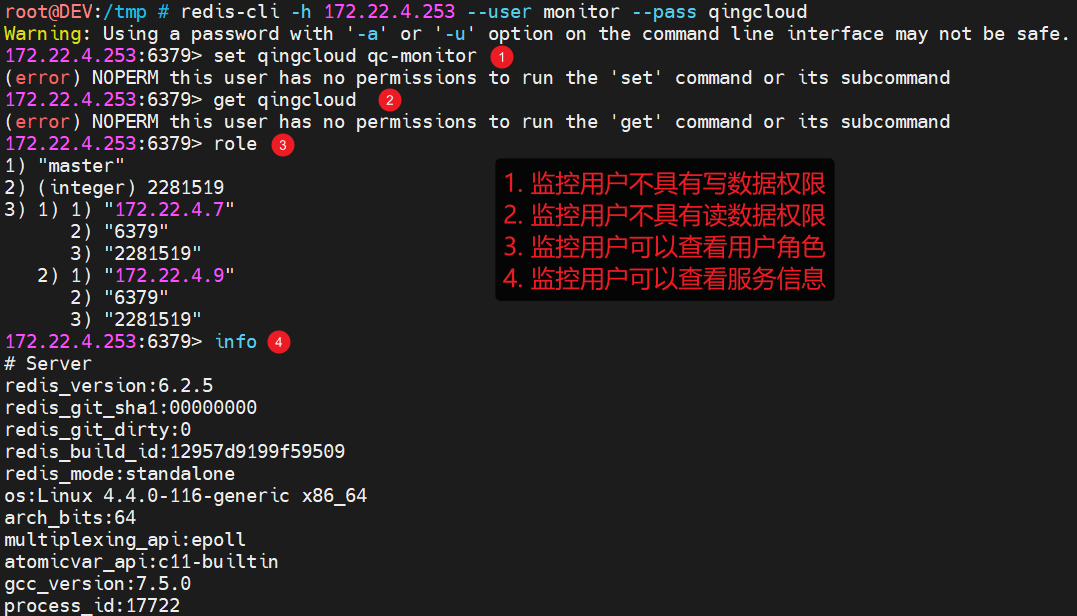 root@DEV:/tmp # redis-cli -h 172.22.4.253 --user monitor --pass qingcloud
Warning: Using a password with '-a' or '-u' option on the command line interface may not be safe.
172.22.4.253:6379> set qingcloud qc-monitor 1
(error) NOPERM this user has no permissions to run the 'set' command or its subcommand
172.22.4.253:6379> get qingcloud 2
(error) NOPERM this user has no permissions to run the 'get' command or its subcommand
172.22.4.253:6379> role 3
1) "master"
2) (integer) 2281519
3) 1) 1) "172.22.4.7"
      2) "6379"
      3) "2281519"
   2) 1) "172.22.4.9"
      2) "6379"
      3) "2281519"
1. 监控用户不具有写数据权限
2. 监控用户不具有读数据权限
3. 监控用户可以查看用户角色
4. 监控用户可以查看服务信息
172.22.4.253:6379> info 4
# Server
redis_version:6.2.5
redis_git_sha1:00000000
redis_git_dirty:0
redis_build_id:12957d9199f59509
redis_mode:standalone
os:Linux 4.4.0-116-generic x86_64
arch_bits:64
multiplexing_api:epoll
atomicvar_api:c11-builtin
gcc_version:7.5.0
process_id:17722